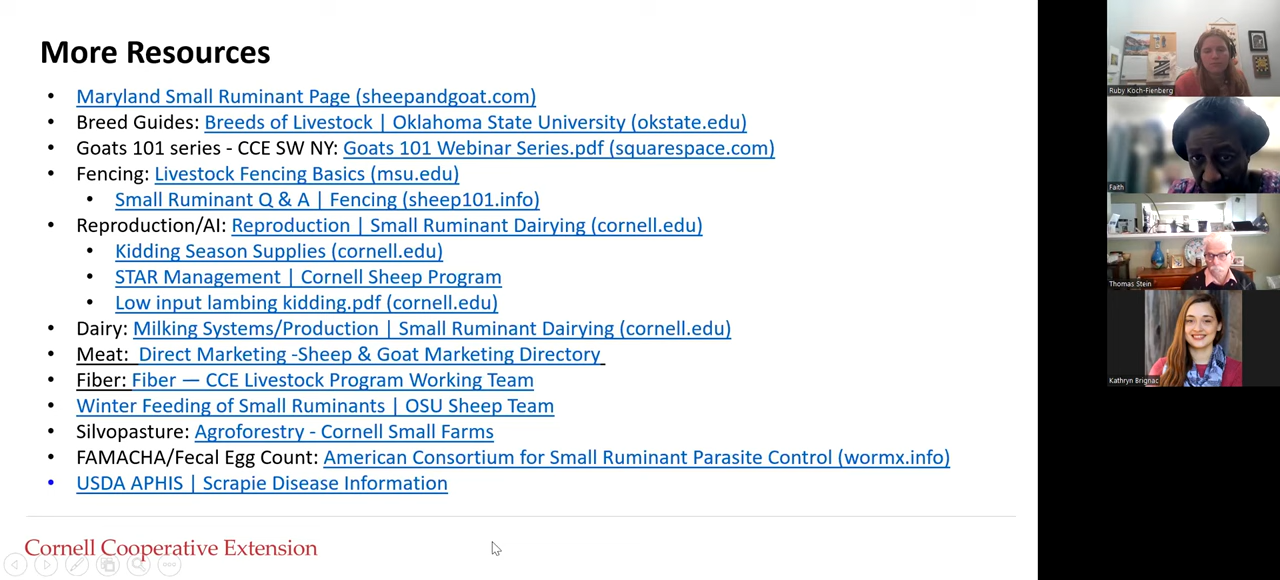 More Resources
• Maryland Small Ruminant Page (sheepandgoat.com)
• Breed Guides: Breeds of Livestock | Oklahoma State University (okstate.edu)
• Goats 101 series - CCE SW NY: Goats 101 Webinar Series.pdf (squarespace.com)
• Fencing: Livestock Fencing Basics (msu.edu)
• Small Ruminant Q & A | Fencing (sheep101.info)
• Reproduction/AI: Reproduction | Small Ruminant Dairying (cornell.edu)
• Kidding Season Supplies (cornell.edu)
• STAR Management | Cornell Sheep Program
• Low input lambing kidding.pdf (cornell.edu)
• Dairy: Milking Systems/Production | Small Ruminant Dairying (cornell.edu)
• Meat: Direct Marketing -Sheep & Goat Marketing Directory
• Fiber: Fiber — CCE Livestock Program Working Team
• Winter Feeding of Small Ruminants | OSU Sheep Team
• Silvopasture: Agroforestry - Cornell Small Farms
• FAMACHA/Fecal Egg Count: American Consortium for Small Ruminant Parasite Control (wormx.info)
• USDA APHIS | Scrapie Disease Information
Cornell Cooperative Extension
Ruby Koch-Fienberg
Faith
Thomas Stein
Kathryn Brignac